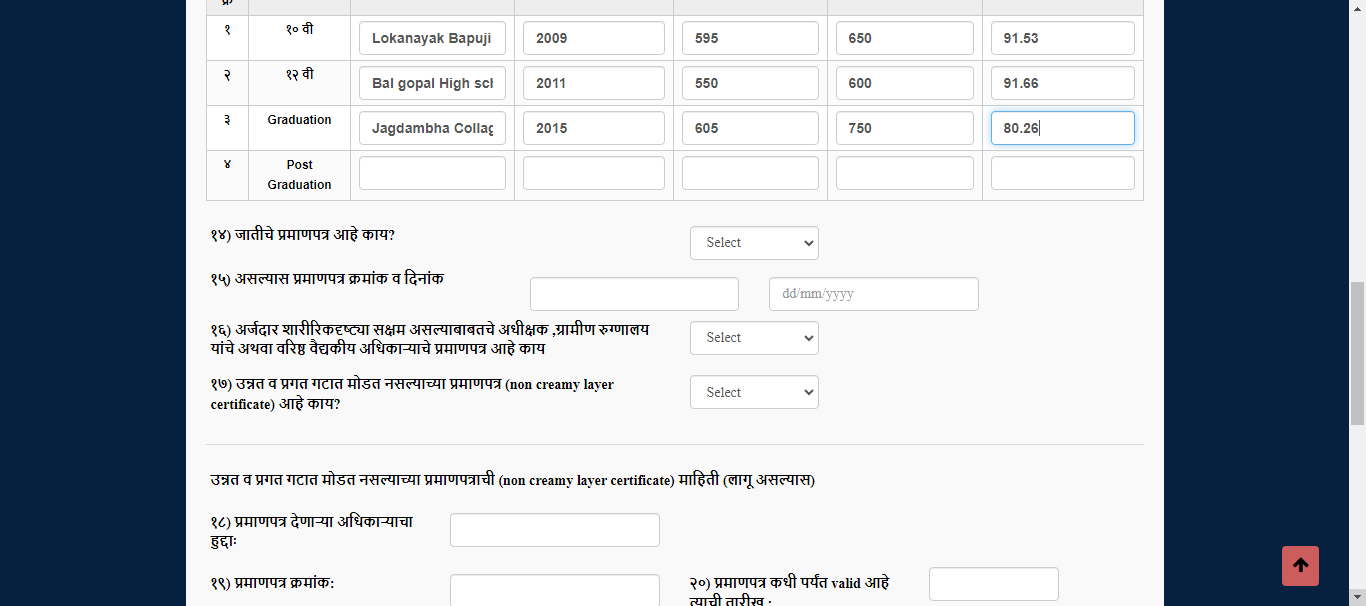 क्र
१ १० वी Lokanayak Bapuji 2009 595 650 91.53
२ १२ वी Bal gopal High scl 2011 550 600 91.66
३ Graduation Jagdambha Collag 2015 605 750 80.26
४ Post Graduation
१४) जातीचे प्रमाणपत्र आहे काय? Select
१५) असल्यास प्रमाणपत्र क्रमांक व दिनांक dd/mm/yyyy
१६) अर्जदार शारीरिकदृष्ट्या सक्षम असल्याबाबतचे अधीक्षक ,ग्रामीण रुग्णालय
यांचे अथवा वरिष्ठ वैद्यकीय अधिकाऱ्याचे प्रमाणपत्र आहे काय Select
१७) उन्नत व प्रगत गटात मोडत नसल्याच्या प्रमाणपत्र (non creamy layer
certificate) आहे काय? Select
उन्नत व प्रगत गटात मोडत नसल्याच्या प्रमाणपत्राची (non creamy layer certificate) माहिती (लागू असल्यास)
१८) प्रमाणपत्र देणाऱ्या अधिकाऱ्याचा
हुद्दाः
१९) प्रमाणपत्र क्रमांक: २०) प्रमाणपत्र कधी पर्यंत valid आहे
त्याची तारीख :